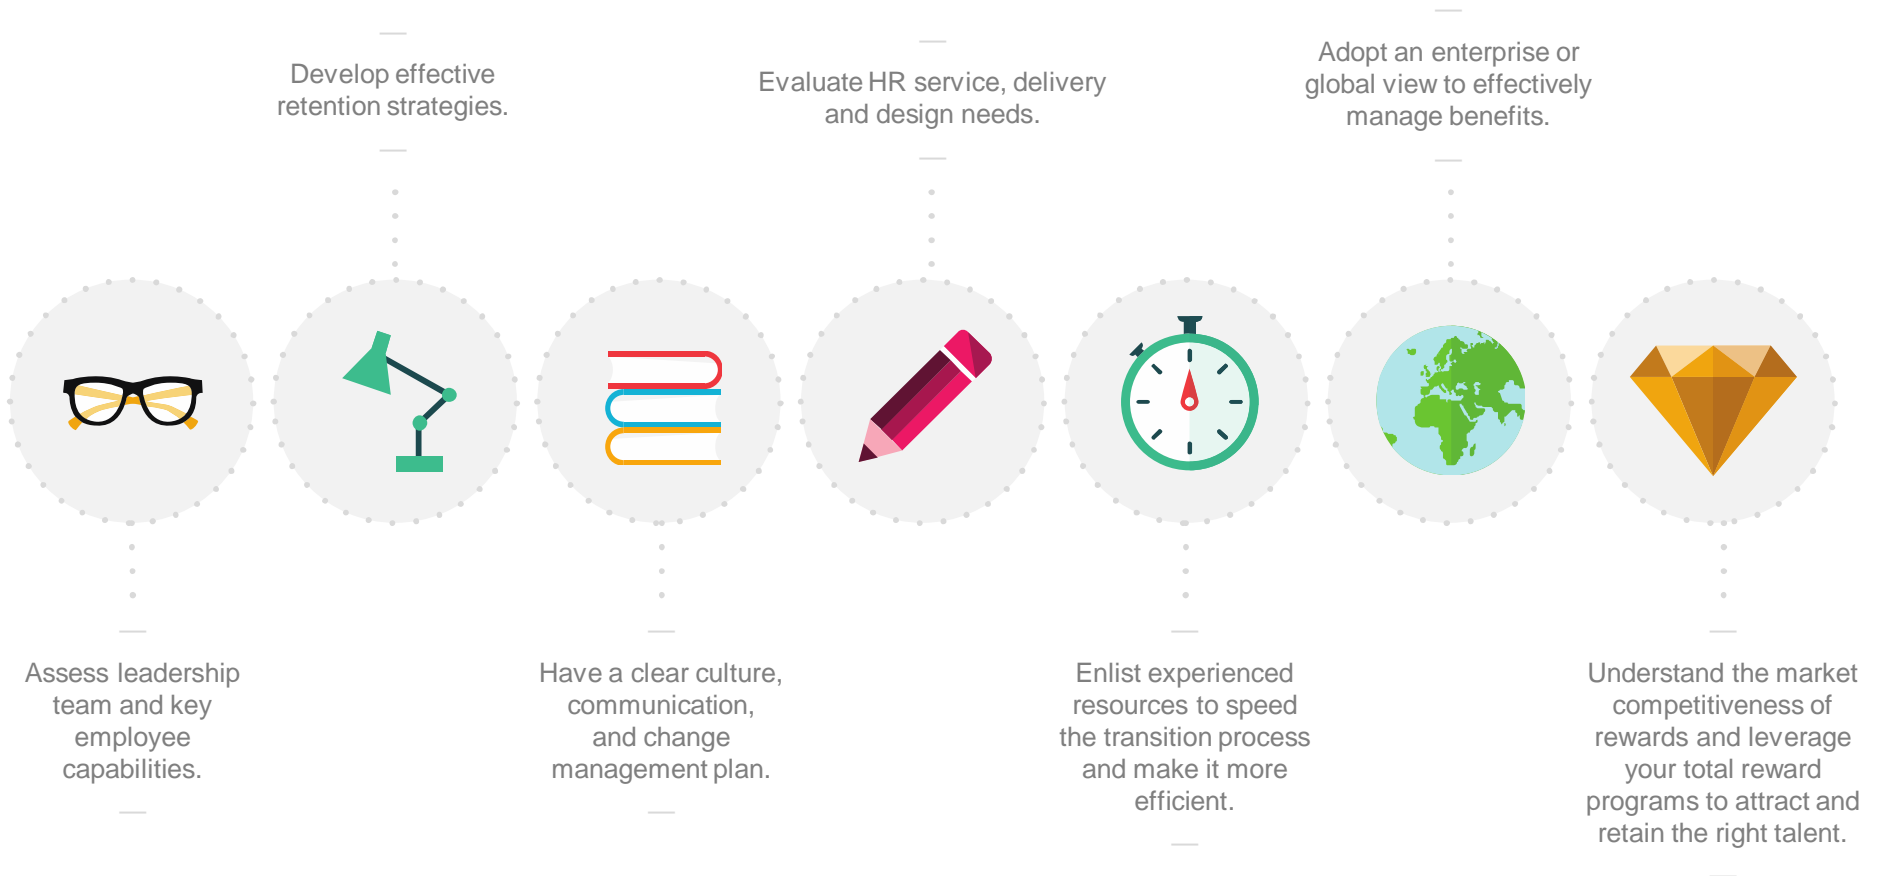 Develop effective
retention strategies.
Evaluate HR service, delivery
and design needs.
Adopt an enterprise or
global view to effectively
manage benefits.
Assess leadership
team and key
employee
capabilities.
Have a clear culture,
communication,
and change
management plan.
Enlist experienced
resources to speed
the transition process
and make it more
efficient.
Understand the market
competitiveness of
rewards and leverage
your total reward
programs to attract and
retain the right talent.